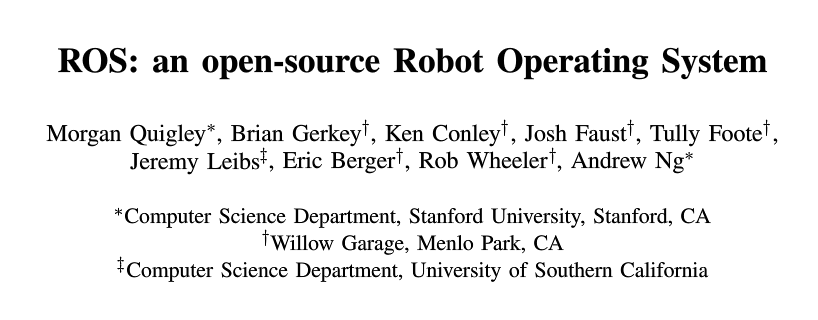 ROS: an open-source Robot Operating System
Morgan Quigley*, Brian Gerkey†, Ken Conley†, Josh Faust†, Tully Foote†,
Jeremy Leibs‡, Eric Berger†, Rob Wheeler†, Andrew Ng*
*Computer Science Department, Stanford University, Stanford, CA
†Willow Garage, Menlo Park, CA
‡Computer Science Department, University of Southern California